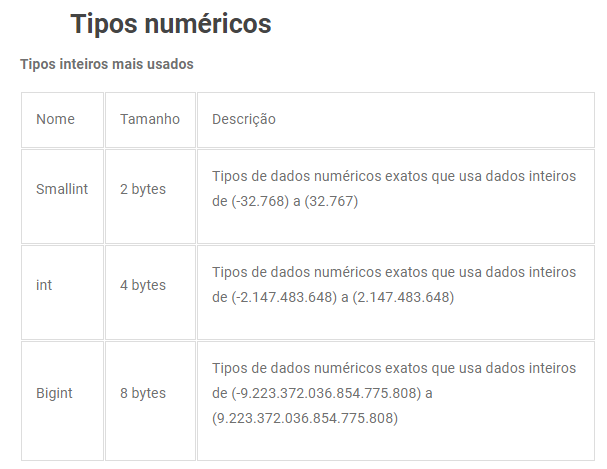 Tipos numéricos
Tipos inteiros mais usados
Nome Tamanho Descrição
Smallint 2 bytes Tipos de dados numéricos exatos que usa dados inteiros
de (-32.768) a (32.767)
int 4 bytes Tipos de dados numéricos exatos que usa dados inteiros
de (-2.147.483.648) a (2.147.483.648)
Bigint 8 bytes Tipos de dados numéricos exatos que usa dados inteiros
de (-9.223.372.036.854.775.808) a
(9.223.372.036.854.775.808)